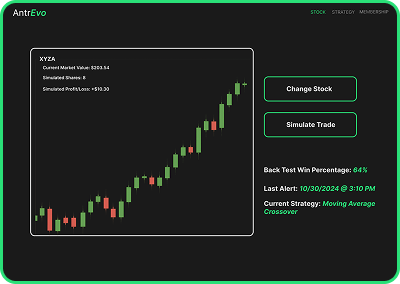 AntrEvo
STOCK STRATEGY MEMBERSHIP
XYZA
Current Market Value: $203.54
Simulated Shares: 8
Simulated Profit/Loss: +$10.30
Change Stock
Simulate Trade
Back Test Win Percentage: 64%
Last Alert: 10/30/2024 @ 3:10 PM
Current Strategy: Moving Average
Crossover